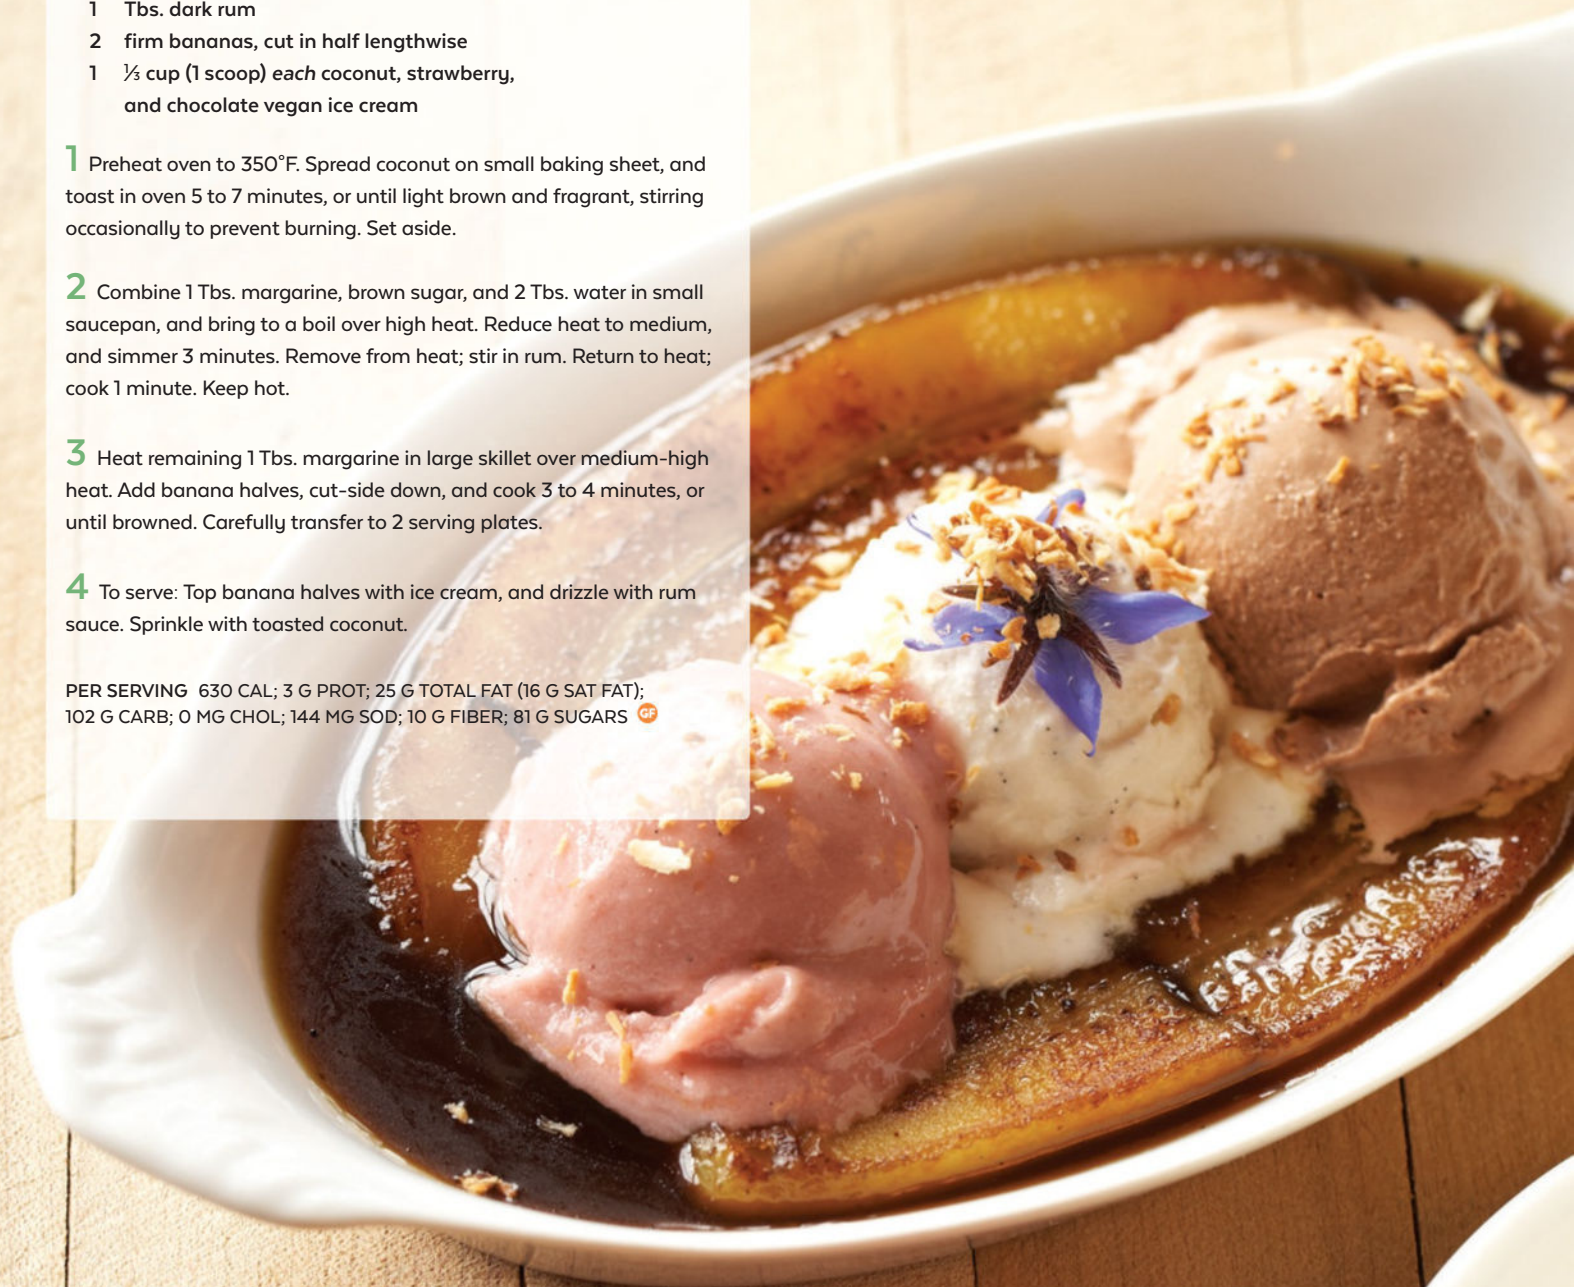 1 Tbs. dark rum
2 firm bananas, cut in half lengthwise
1 ⅓ cup (1 scoop) each coconut, strawberry,
and chocolate vegan ice cream
1 Preheat oven to 350°F. Spread coconut on small baking sheet, and
toast in oven 5 to 7 minutes, or until light brown and fragrant, stirring
occasionally to prevent burning. Set aside.
2 Combine 1 Tbs. margarine, brown sugar, and 2 Tbs. water in small
saucepan, and bring to a boil over high heat. Reduce heat to medium,
and simmer 3 minutes. Remove from heat; stir in rum. Return to heat;
cook 1 minute. Keep hot.
3 Heat remaining 1 Tbs. margarine in large skillet over medium-high
heat. Add banana halves, cut-side down, and cook 3 to 4 minutes, or
until browned. Carefully transfer to 2 serving plates.
4 To serve: Top banana halves with ice cream, and drizzle with rum
sauce. Sprinkle with toasted coconut.
PER SERVING 630 CAL; 3 G PROT; 25 G TOTAL FAT (16 G SAT FAT);
102 G CARB; 0 MG CHOL; 144 MG SOD; 10 G FIBER; 81 G SUGARS GF